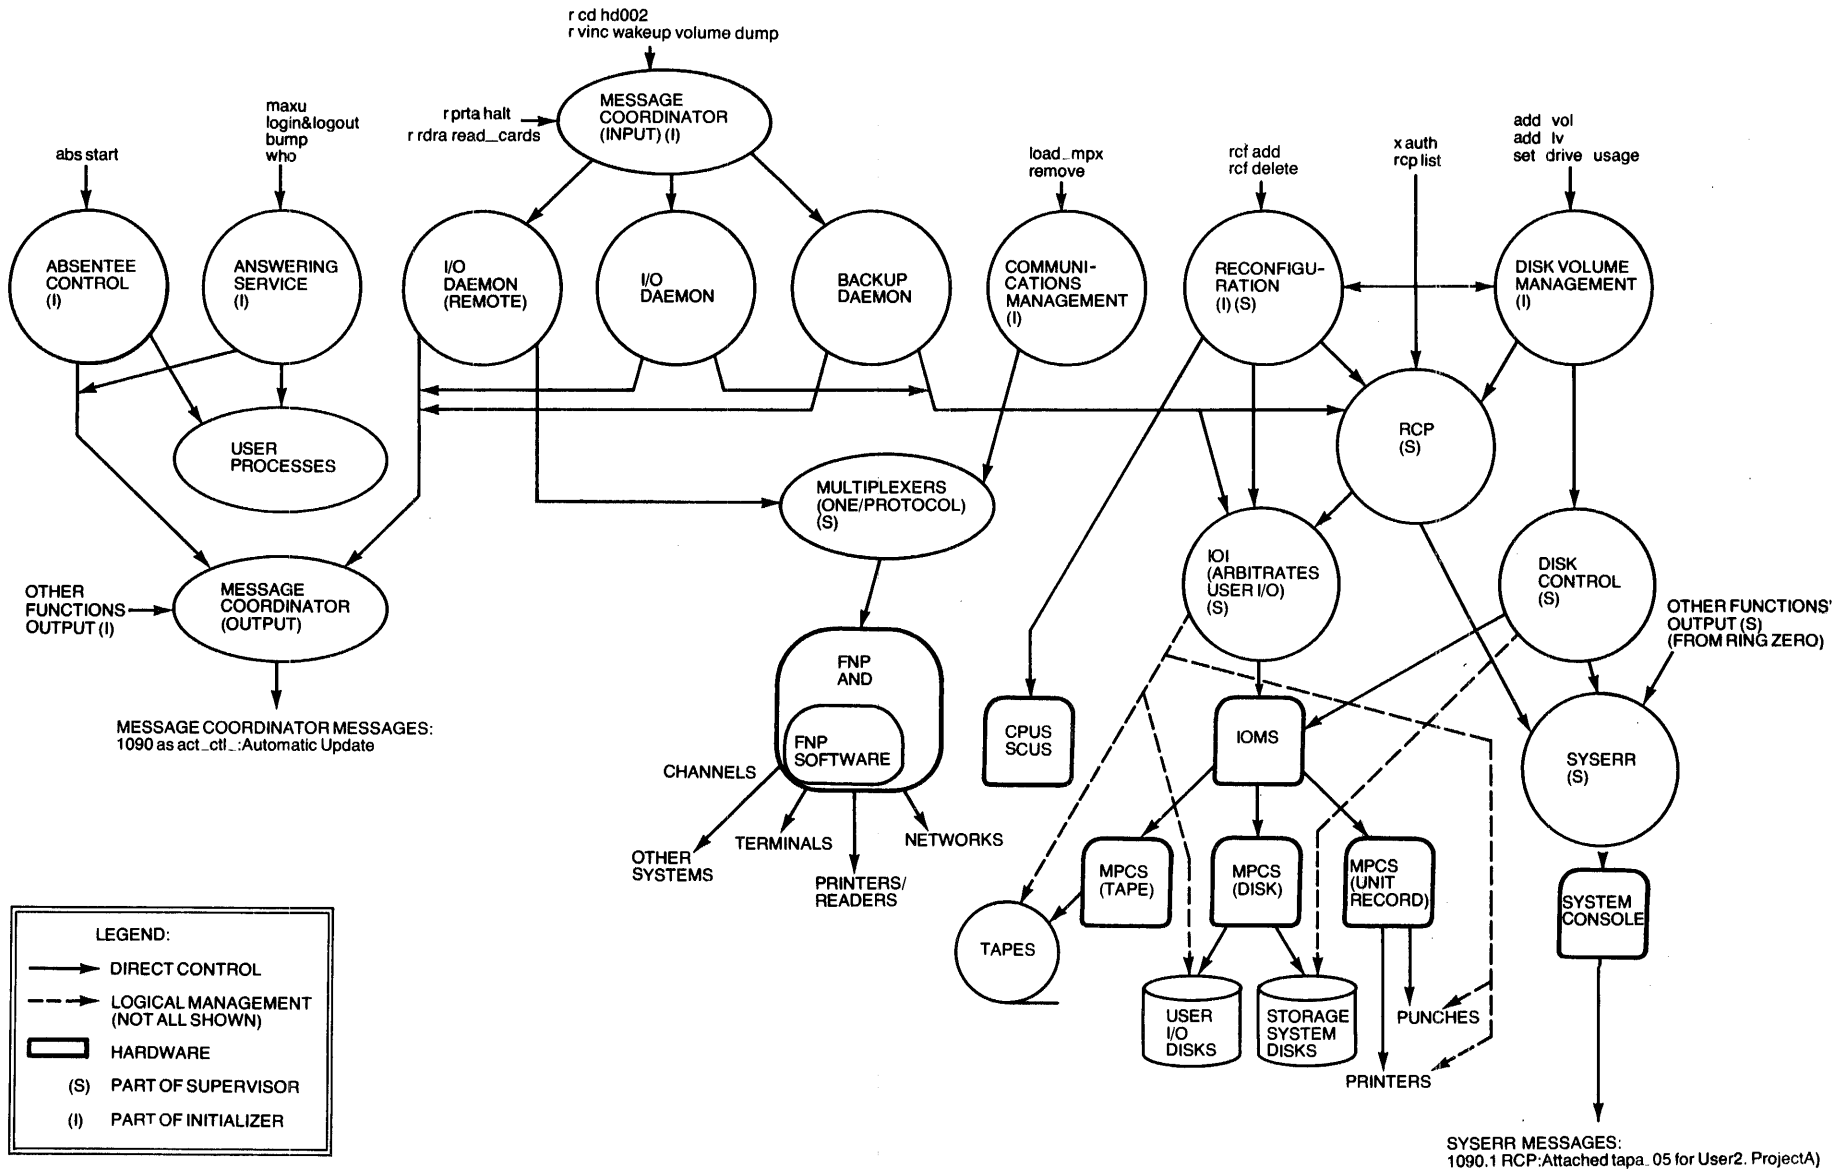 r cd hd002
r vinc wakeup volume dump
r prta halt
r rdra read_cards
MESSAGE
COORDINATOR
(INPUT) (I)
abs start
maxu
login&logout
bump
who
load_mpx
remove
rcf add
rcf delete
x auth
rcp list
add vol
add lv
set drive usage
ABSENTEE
CONTROL
(I)
ANSWERING
SERVICE
(I)
I/O
DAEMON
(REMOTE)
I/O
DAEMON
BACKUP
DAEMON
COMMUNI-
CATIONS
MANAGEMENT
(I)
RECONFIGU-
RATION
(I) (S)
DISK VOLUME
MANAGEMENT
(I)
USER
PROCESSES
RCP
(S)
MULTIPLEXERS
(ONE/PROTOCOL)
(S)
IOI
(ARBITRATES
USER I/O)
(S)
DISK
CONTROL
(S)
OTHER
FUNCTIONS
OUTPUT (I)
MESSAGE
COORDINATOR
(OUTPUT)
OTHER FUNCTIONS'
OUTPUT (S)
(FROM RING ZERO)
MESSAGE COORDINATOR MESSAGES:
1090 as act_ctl_:Automatic Update
FNP
AND
FNP
SOFTWARE
CHANNELS
OTHER
SYSTEMS
TERMINALS
PRINTERS/
READERS
NETWORKS
CPUS
SCUS
IOMS
SYSERR
(S)
MPCS
(TAPE)
MPCS
(DISK)
MPCS
(UNIT
RECORD)
SYSTEM
CONSOLE
TAPES
USER
I/O
DISKS
STORAGE
SYSTEM
DISKS
PUNCHES
PRINTERS
LEGEND:
DIRECT CONTROL
LOGICAL MANAGEMENT
(NOT ALL SHOWN)
HARDWARE
(S) PART OF SUPERVISOR
(I) PART OF INITIALIZER
SYSERR MESSAGES:
1090.1 RCP:Attached tapa_05 for User2. ProjectA)